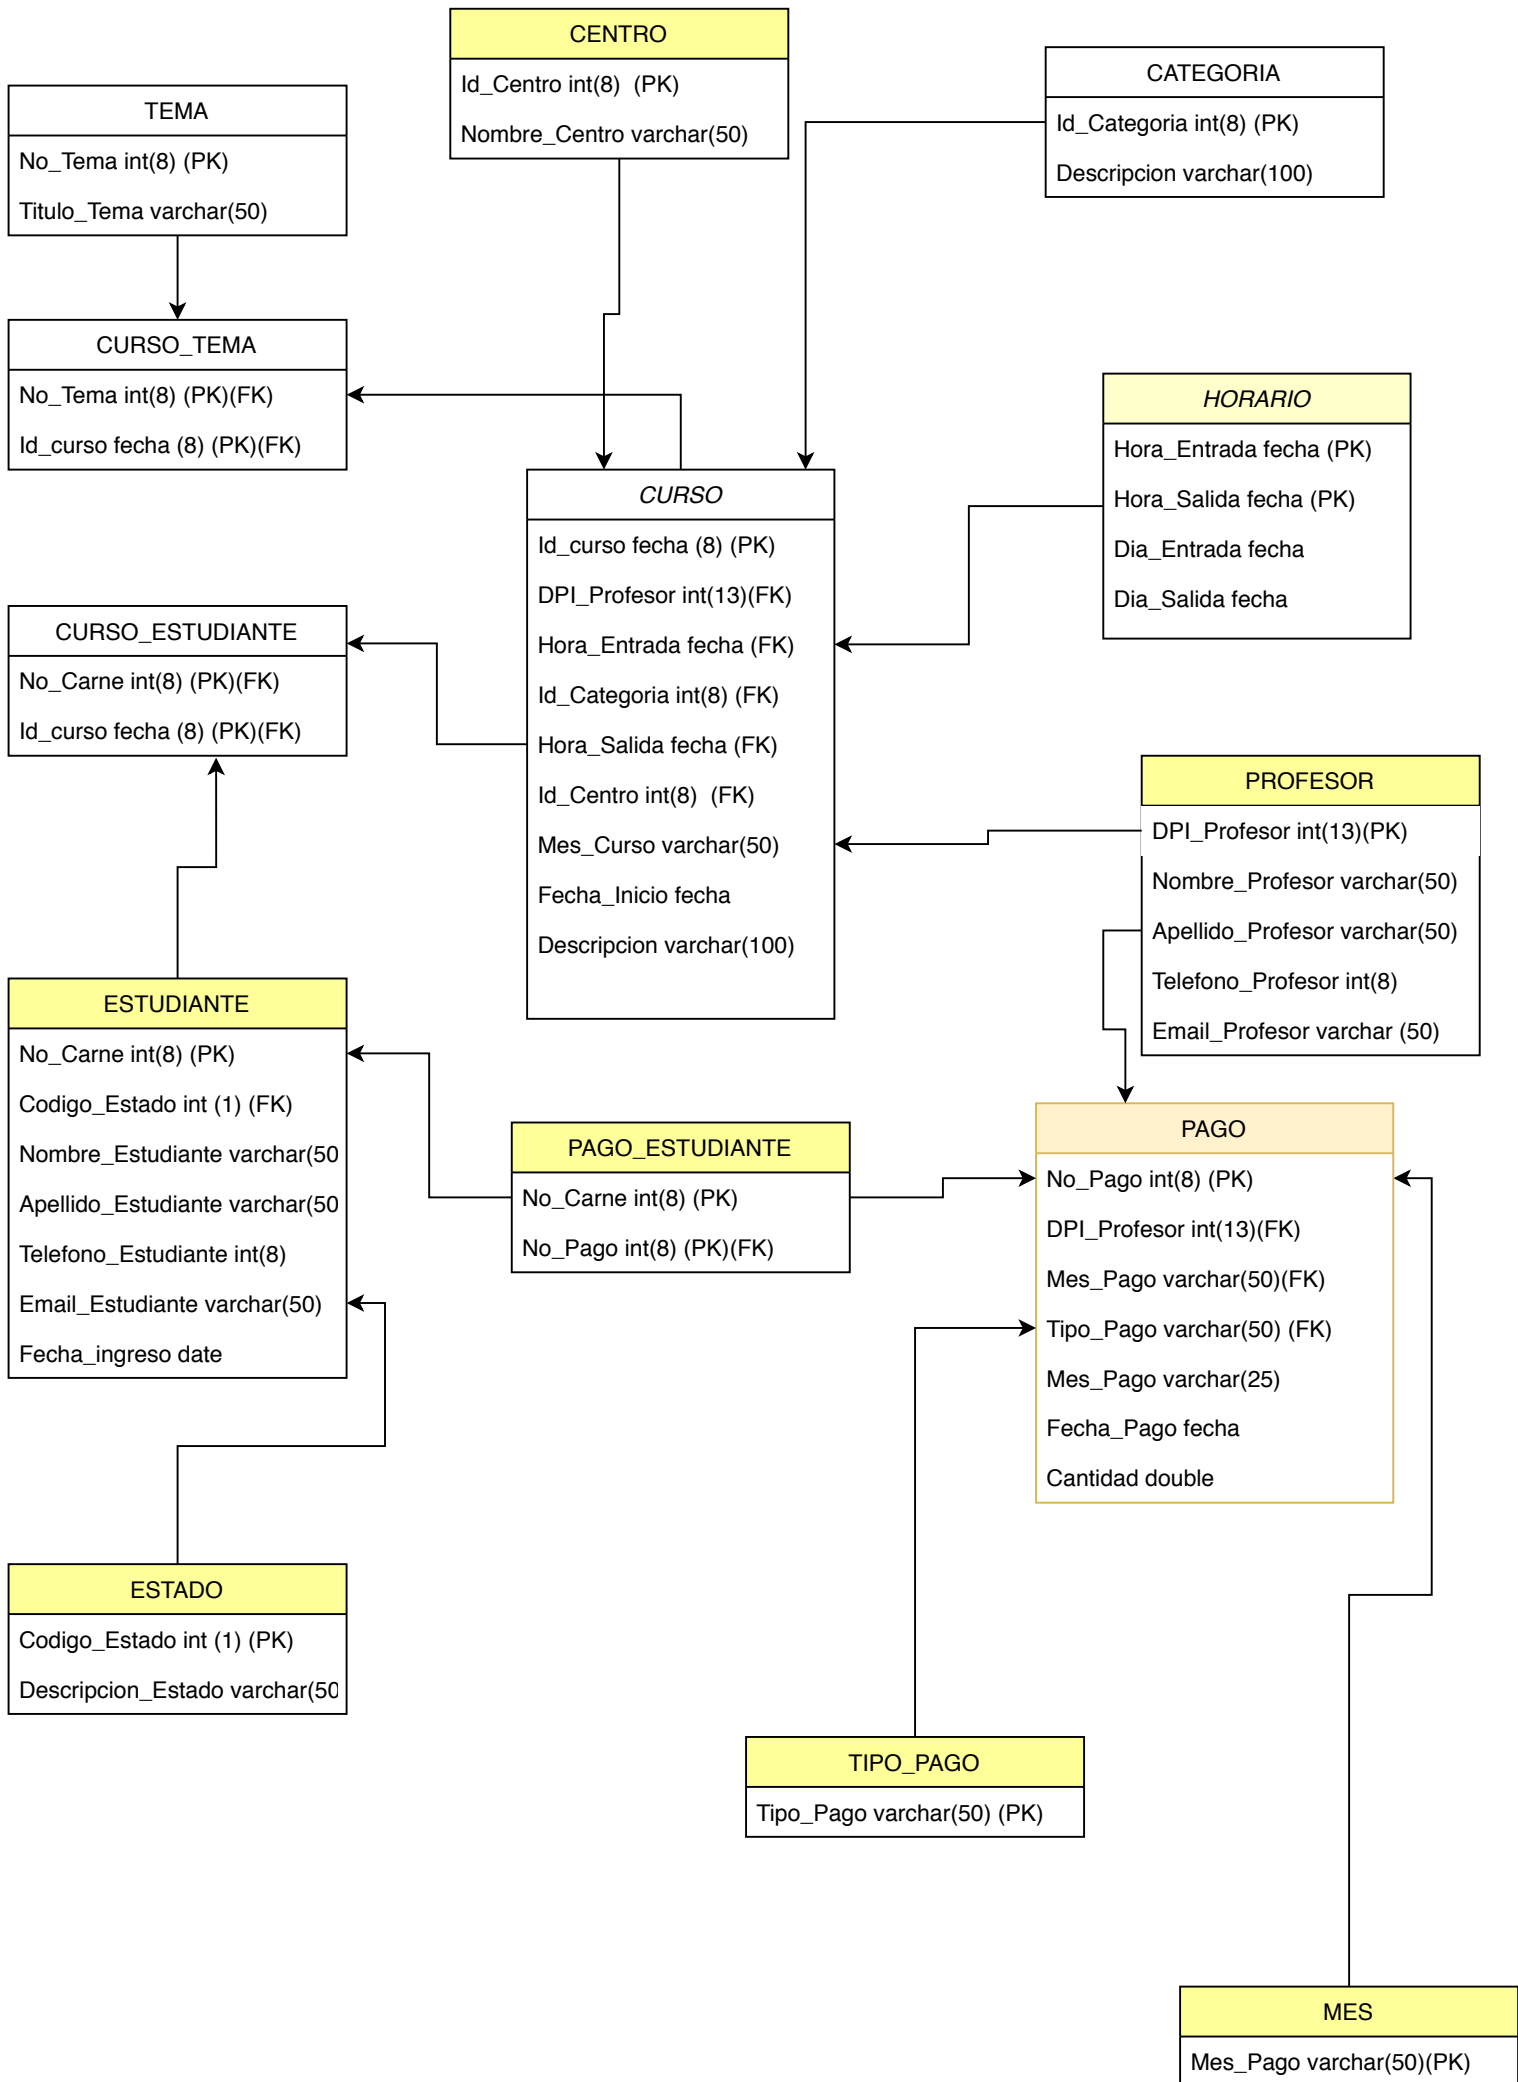 CENTRO
Id_Centro int(8)  (PK)
Nombre_Centro varchar(50)
CATEGORIA
Id_Categoria int(8) (PK)
Descripcion varchar(100)
TEMA
No_Tema int(8) (PK)
Titulo_Tema varchar(50)
CURSO_TEMA
No_Tema int(8) (PK)(FK)
Id_curso fecha (8) (PK)(FK)
HORARIO
Hora_Entrada fecha (PK)
Hora_Salida fecha (PK)
Dia_Entrada fecha
Dia_Salida fecha
CURSO
Id_curso fecha (8) (PK)
DPI_Profesor int(13)(FK)
Hora_Entrada fecha (FK)
Id_Categoria int(8) (FK)
Hora_Salida fecha (FK)
Id_Centro int(8)  (FK)
Mes_Curso varchar(50)
Fecha_Inicio fecha
Descripcion varchar(100)
CURSO_ESTUDIANTE
No_Carne int(8) (PK)(FK)
Id_curso fecha (8) (PK)(FK)
PROFESOR
DPI_Profesor int(13)(PK)
Nombre_Profesor varchar(50)
Apellido_Profesor varchar(50)
Telefono_Profesor int(8)
Email_Profesor varchar (50)
ESTUDIANTE
No_Carne int(8) (PK)
Codigo_Estado int (1) (FK)
Nombre_Estudiante varchar(50
Apellido_Estudiante varchar(50
Telefono_Estudiante int(8)
Email_Estudiante varchar(50)
Fecha_ingreso date
PAGO_ESTUDIANTE
No_Carne int(8) (PK)
No_Pago int(8) (PK)(FK)
PAGO
No_Pago int(8) (PK)
DPI_Profesor int(13)(FK)
Mes_Pago varchar(50)(FK)
Tipo_Pago varchar(50) (FK)
Mes_Pago varchar(25)
Fecha_Pago fecha
Cantidad double
ESTADO
Codigo_Estado int (1) (PK)
Descripcion_Estado varchar(50
TIPO_PAGO
Tipo_Pago varchar(50) (PK)
MES
Mes_Pago varchar(50)(PK)